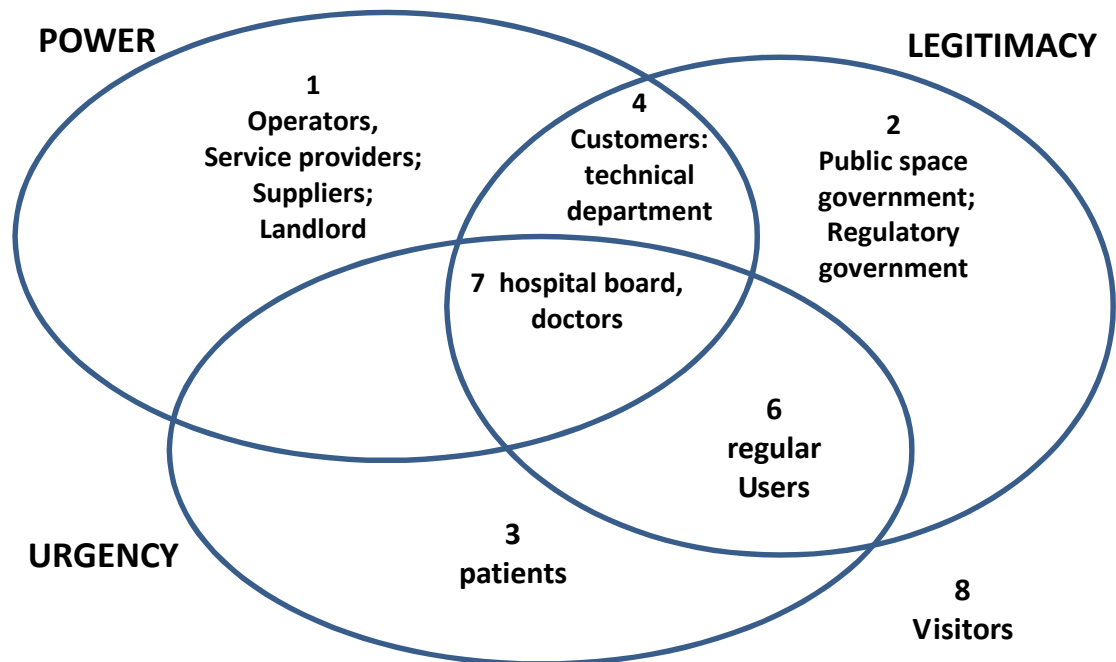 POWER
LEGITIMACY
1
Operators,
Service providers;
Suppliers;
Landlord
4
Customers:
technical
department
2
Public space
government;
Regulatory
government
7 hospital board,
doctors
6
regular
Users
URGENCY
3
patients
8
Visitors